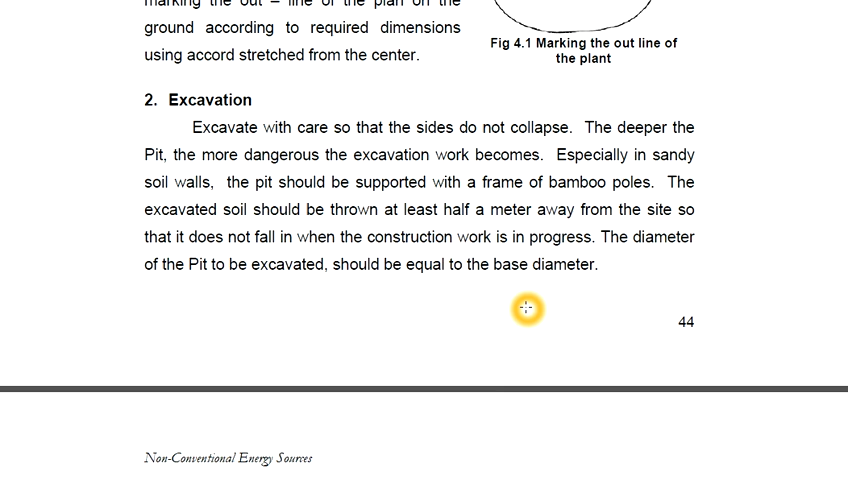 marking the out – line of the plan on the
ground according to required dimensions
using accord stretched from the center.
Fig 4.1 Marking the out line of
the plant
2. Excavation
Excavate with care so that the sides do not collapse. The deeper the
Pit, the more dangerous the excavation work becomes. Especially in sandy
soil walls, the pit should be supported with a frame of bamboo poles. The
excavated soil should be thrown at least half a meter away from the site so
that it does not fall in when the construction work is in progress. The diameter
of the Pit to be excavated, should be equal to the base diameter.
44
Non-Conventional Energy Sources